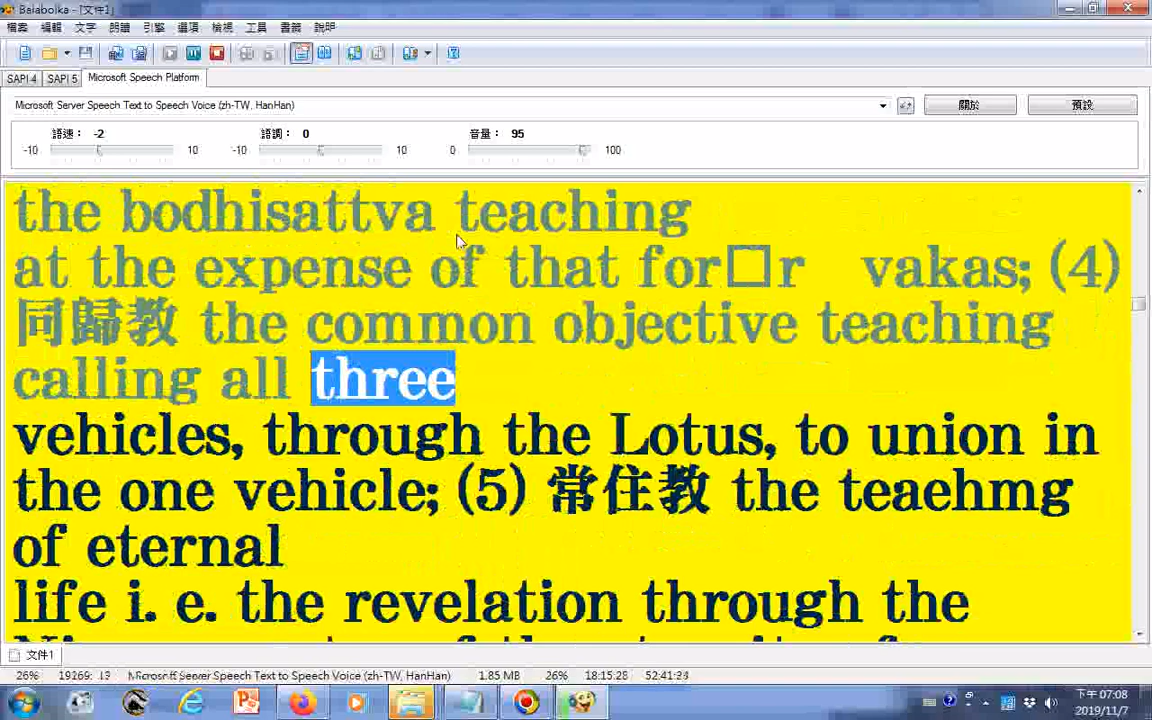 Balabolka - [文件1]
檔案 編輯 文字 朗讀 引擎 選項 檢視 工具 書籤 說明
SAPI 4 SAPI 5 Microsoft Speech Platform
Microsoft Server Speech Text to Speech Voice (zh-TW, HanHan) 關於 預設
語速： -2 語調： 0 音量： 95
-10 10 -10 10 0 100
the bodhisattva teaching
at the expense of that for□r vakas; (4)
同歸教 the common objective teaching
calling all three
vehicles, through the Lotus, to union in
the one vehicle; (5) 常住教 the teaehmg
of eternal
life i. e. the revelation through the
文件1
26% 19269: 13 Microsoft Server Speech Text to Speech Voice (zh-TW, HanHan) 1.85 MB 26% 18:15:28 52:41:24
下午 07:08
2019/11/7